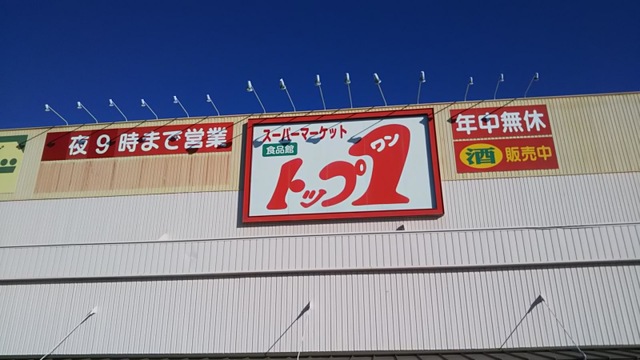 夜9時まで営業
スーパーマーケット
食品館
トップ1
ワン
年中無休
酒 販売中